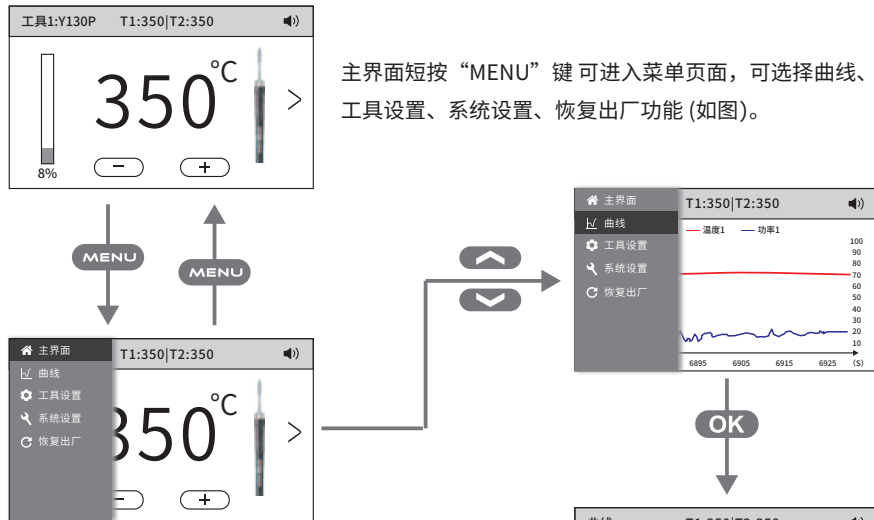 工具1:Y130P T1:350|T2:350
350°C
8%
− +
主界面短按“MENU”键 可进入菜单页面，可选择曲线、
工具设置、系统设置、恢复出厂功能 (如图)。
MENU
MENU
主界面 T1:350|T2:350
曲线
工具设置
系统设置
恢复出厂
350°C
− +
主界面 T1:350|T2:350
曲线
温度1 功率1
工具设置
系统设置
恢复出厂
100
90
80
70
60
50
40
30
20
10
6895 6905 6915 6925 (S)
OK